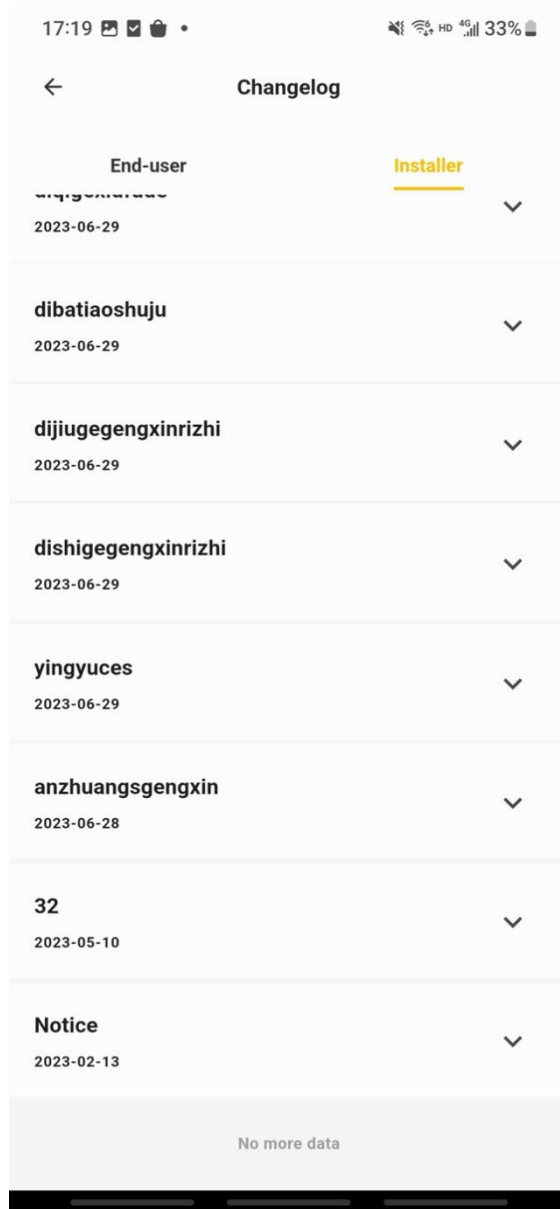 17:19
HD 4G 33%
Changelog
End-user Installer
2023-06-29
dibatiaoshuju
2023-06-29
dijiugegengxinrizhi
2023-06-29
dishigegengxinrizhi
2023-06-29
yingyuces
2023-06-29
anzhuangsgengxin
2023-06-28
32
2023-05-10
Notice
2023-02-13
No more data